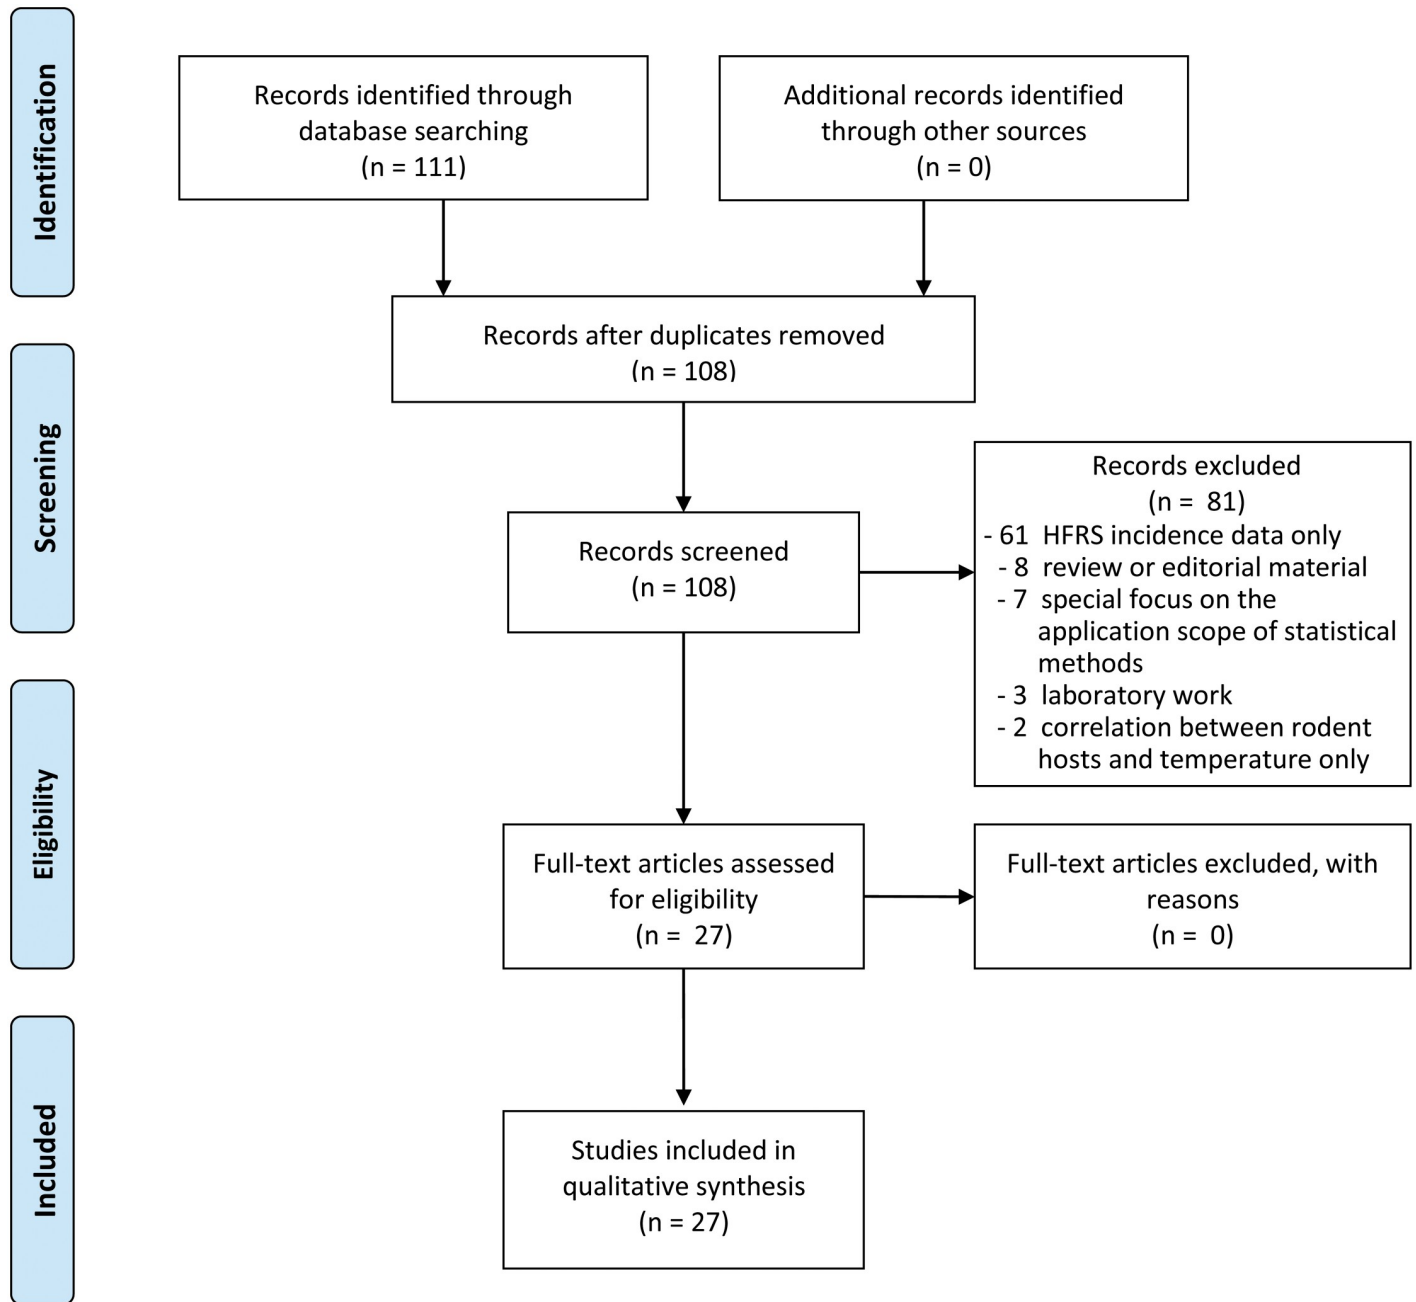 Identification
Records identified through
database searching
(n = 111)
Additional records identified
through other sources
(n = 0)
Records after duplicates removed
(n = 108)
Screening
Records screened
(n = 108)
Records excluded
(n = 81)
- 61 HFRS incidence data only
- 8 review or editorial material
- 7 special focus on the
application scope of statistical
methods
- 3 laboratory work
- 2 correlation between rodent
hosts and temperature only
Eligibility
Full-text articles assessed
for eligibility
(n = 27)
Full-text articles excluded, with
reasons
(n = 0)
Included
Studies included in
qualitative synthesis
(n = 27)